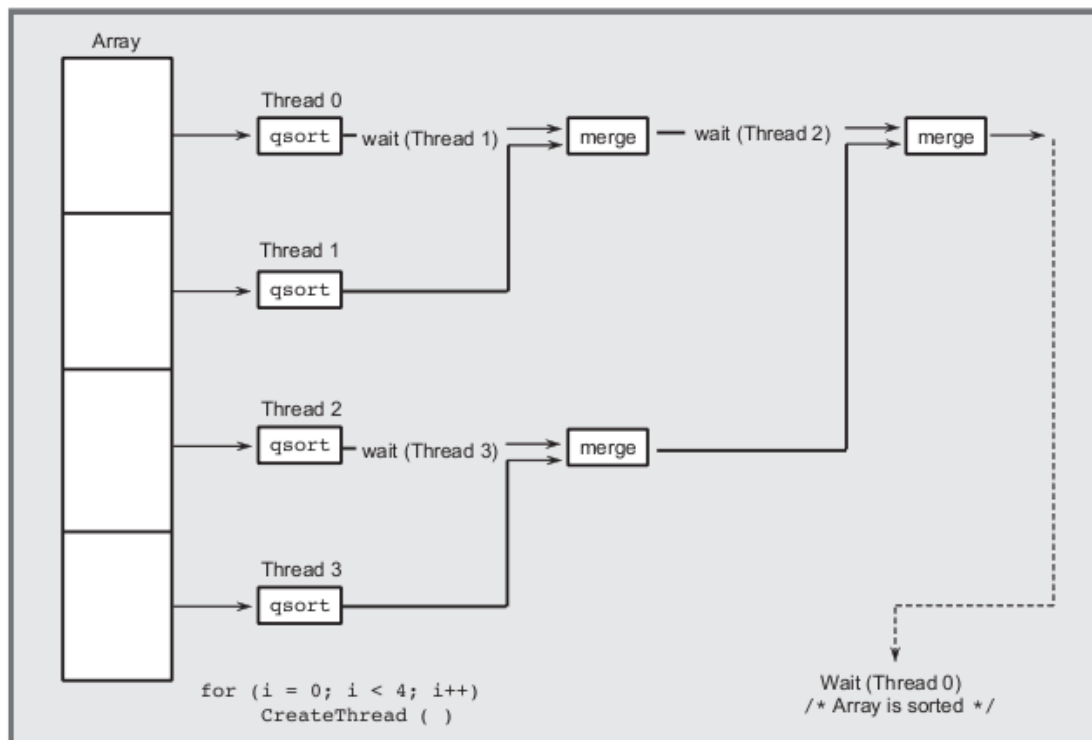 Array
Thread 0
qsort
wait (Thread 1)
merge
wait (Thread 2)
merge
Thread 1
qsort
Thread 2
qsort
wait (Thread 3)
merge
Thread 3
qsort
for (i = 0; i < 4; i++)
CreateThread ( )
Wait (Thread 0)
/* Array is sorted */